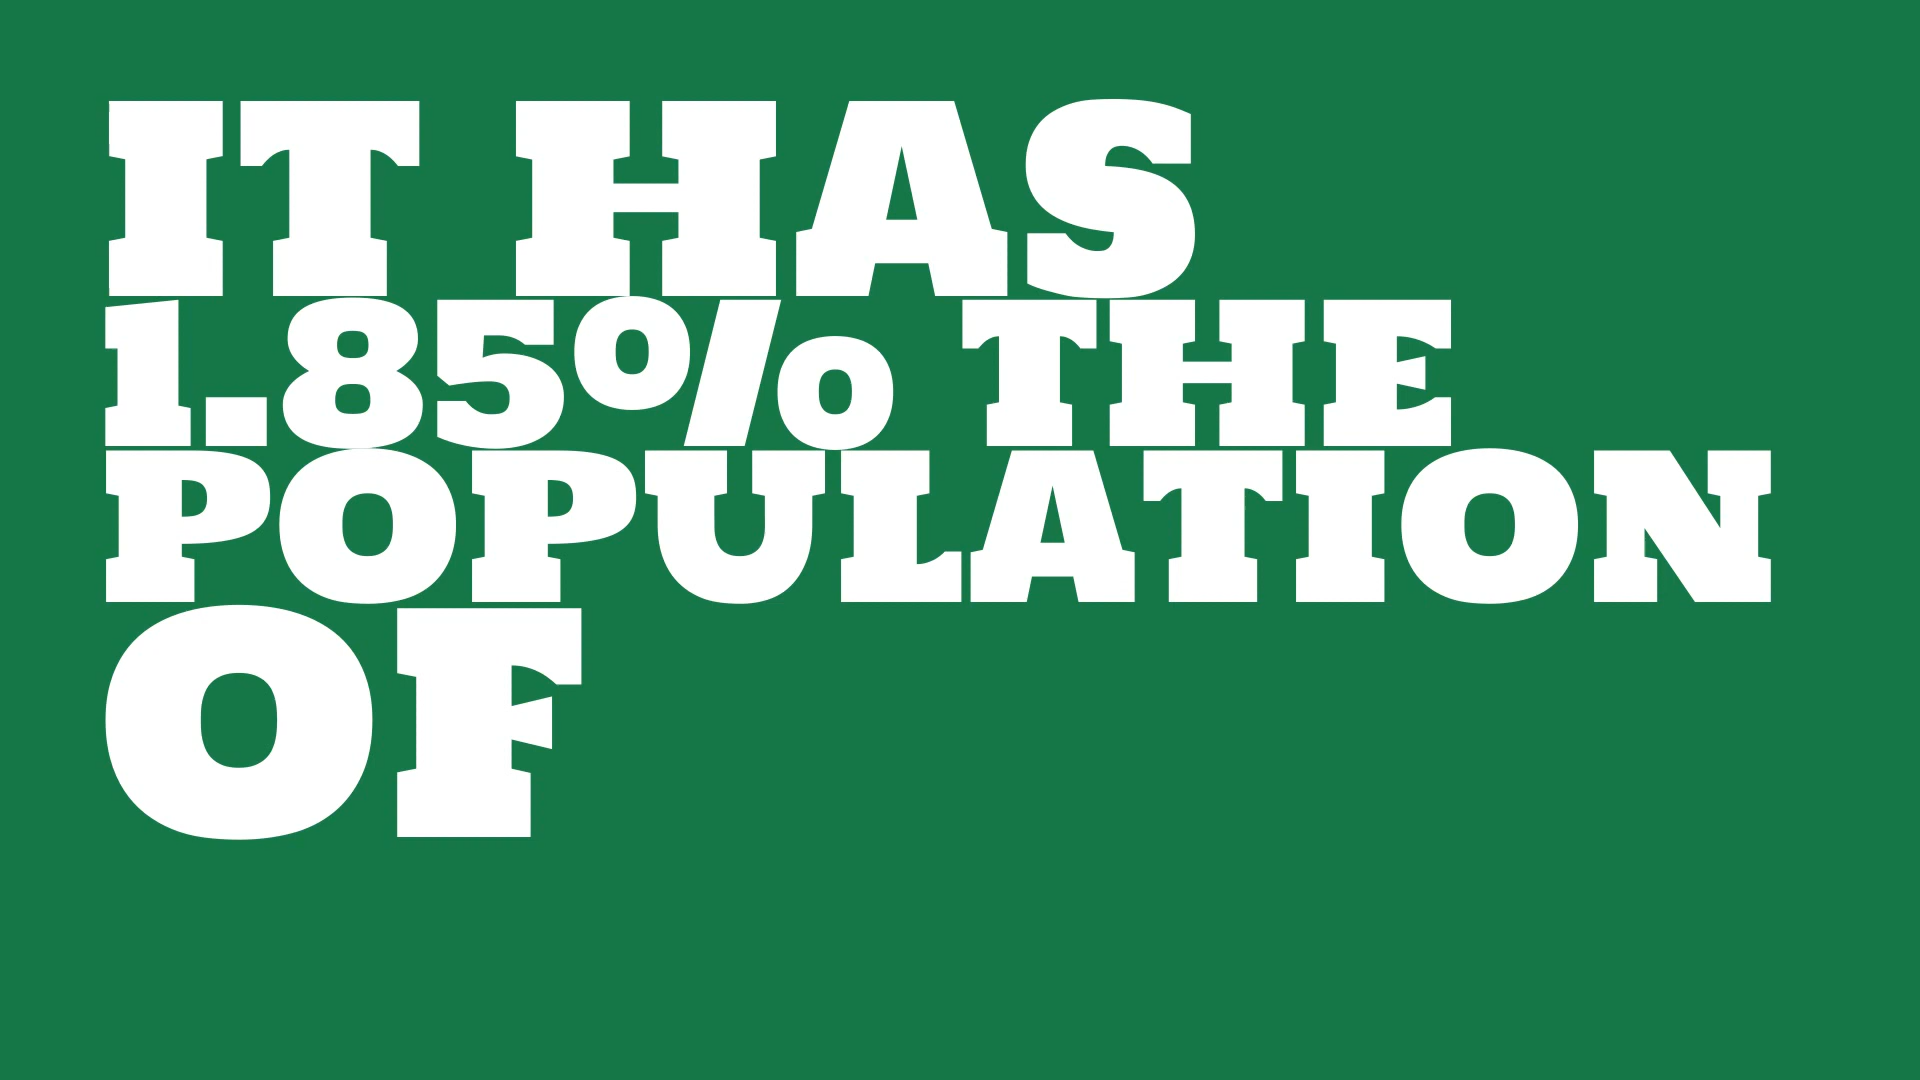 IT HAS
1.85% THE
POPULATION
OF